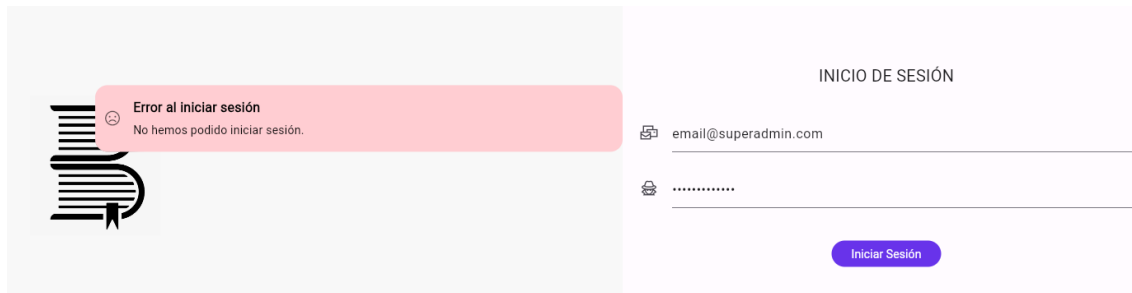 Error al iniciar sesión
No hemos podido iniciar sesión.
INICIO DE SESIÓN
email@superadmin.com
•••••••••••••
Iniciar Sesión